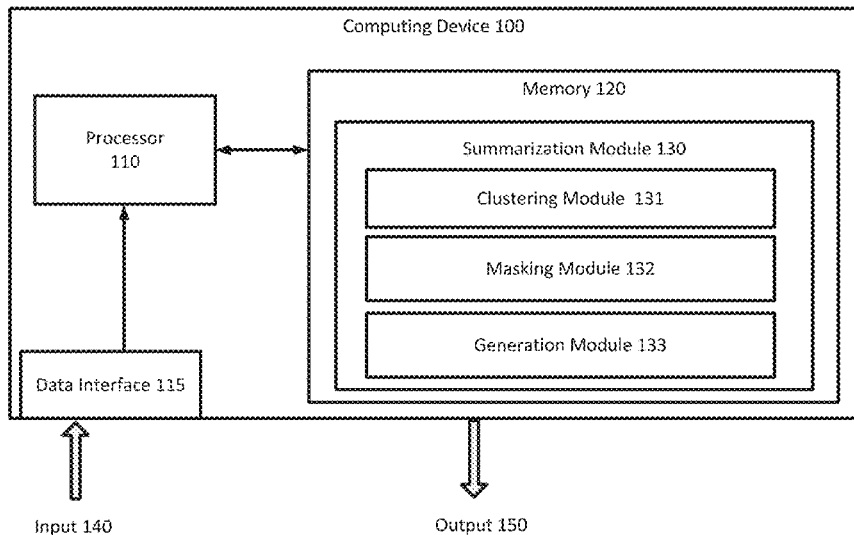 Computing Device 100
Memory 120
Processor
110
Summarization Module 130
Clustering Module 131
Masking Module 132
Generation Module 133
Data Interface 115
Input 140
Output 150